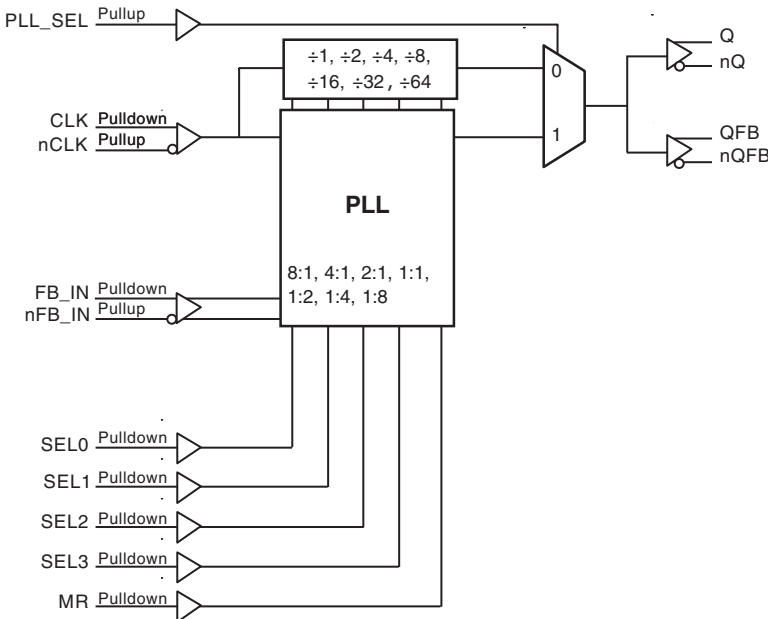 PLL_SEL Pullup
÷1, ÷2, ÷4, ÷8,
÷16, ÷32, ÷64
0
Q
nQ
CLK Pulldown
nCLK Pullup
1
QFB
nQFB
PLL
8:1, 4:1, 2:1, 1:1,
1:2, 1:4, 1:8
FB_IN Pulldown
nFB_IN Pullup
SEL0 Pulldown
SEL1 Pulldown
SEL2 Pulldown
SEL3 Pulldown
MR Pulldown